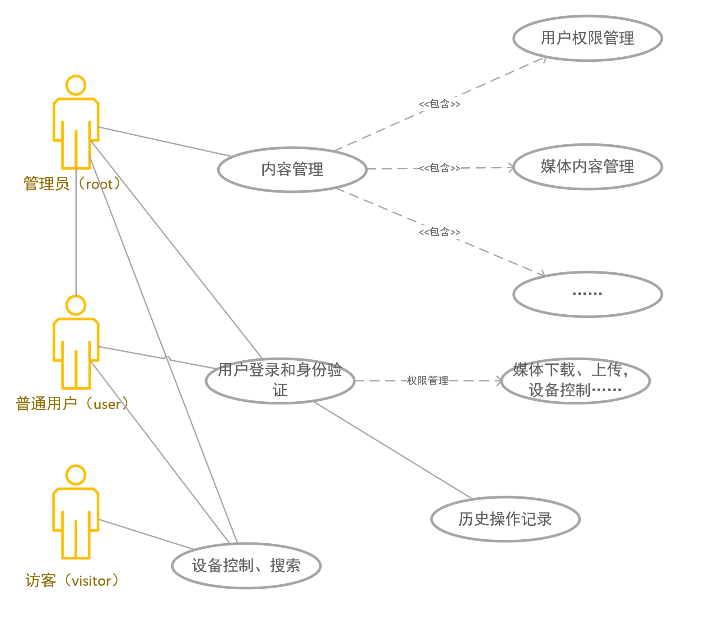 用户权限管理
<<包含>>
管理员（root）
内容管理
<<包含>>
媒体内容管理
<<包含>>
······
用户登录和身份验
证
权限管理
媒体下载、上传，
设备控制······
普通用户（user）
历史操作记录
设备控制、搜索
访客（visitor）